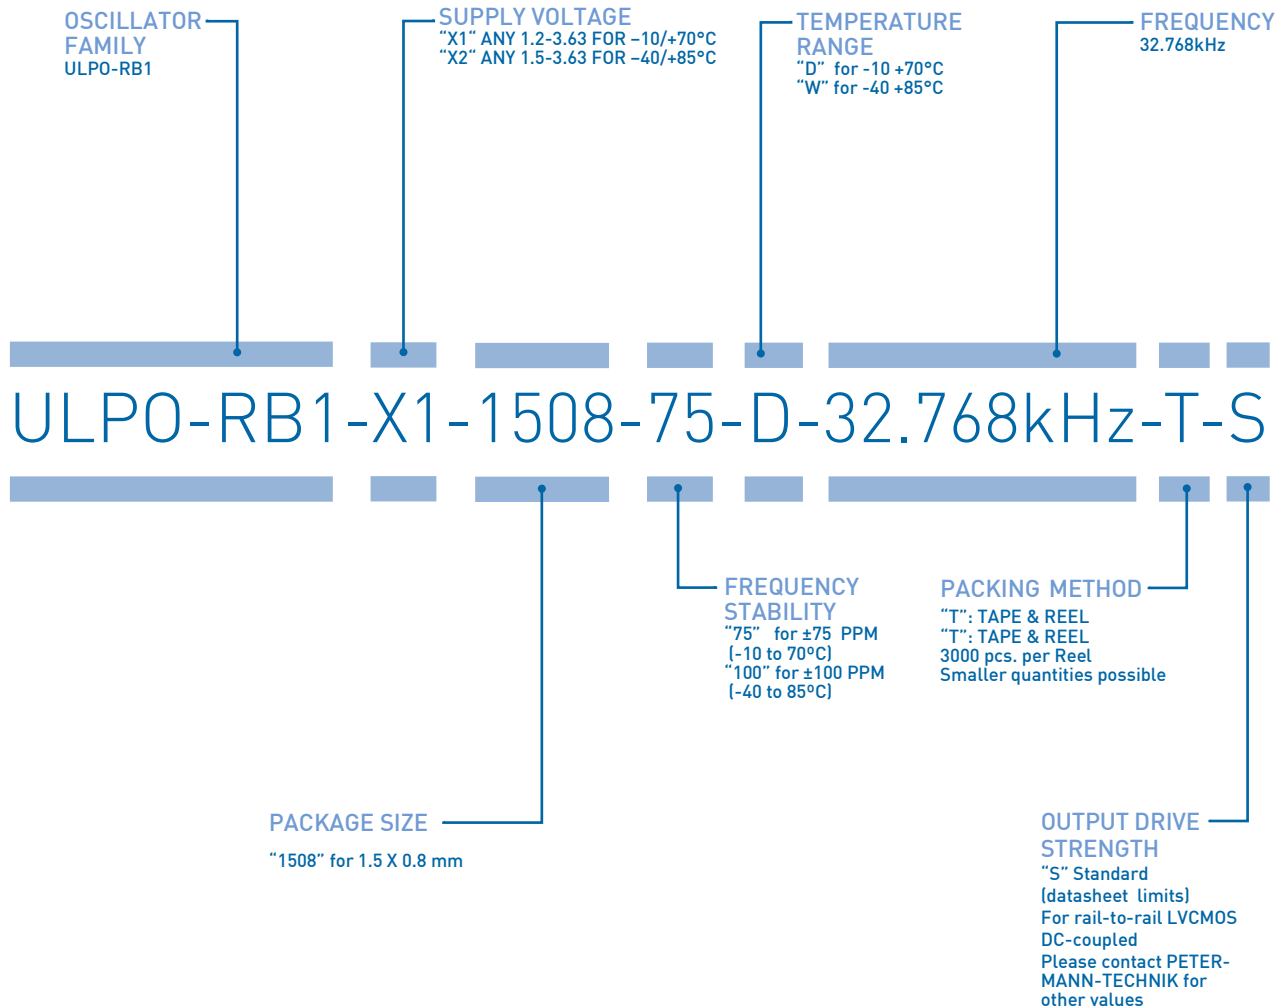 OSCILLATOR
FAMILY
ULPO-RB1
SUPPLY VOLTAGE
“X1“ ANY 1.2-3.63 FOR –10/+70°C
“X2“ ANY 1.5-3.63 FOR –40/+85°C
TEMPERATURE
RANGE
“D” for -10 +70°C
“W” for -40 +85°C
FREQUENCY
32.768kHz
ULPO-RB1-X1-1508-75-D-32.768kHz-T-S
FREQUENCY
STABILITY
“75” for ±75 PPM
(-10 to 70ºC)
“100” for ±100 PPM
(-40 to 85ºC)
PACKING METHOD
“T”: TAPE & REEL
“T”: TAPE & REEL
3000 pcs. per Reel
Smaller quantities possible
PACKAGE SIZE
“1508” for 1.5 X 0.8 mm
OUTPUT DRIVE
STRENGTH
“S” Standard
(datasheet limits)
For rail-to-rail LVCMOS
DC-coupled
Please contact PETER-
MANN-TECHNIK for
other values